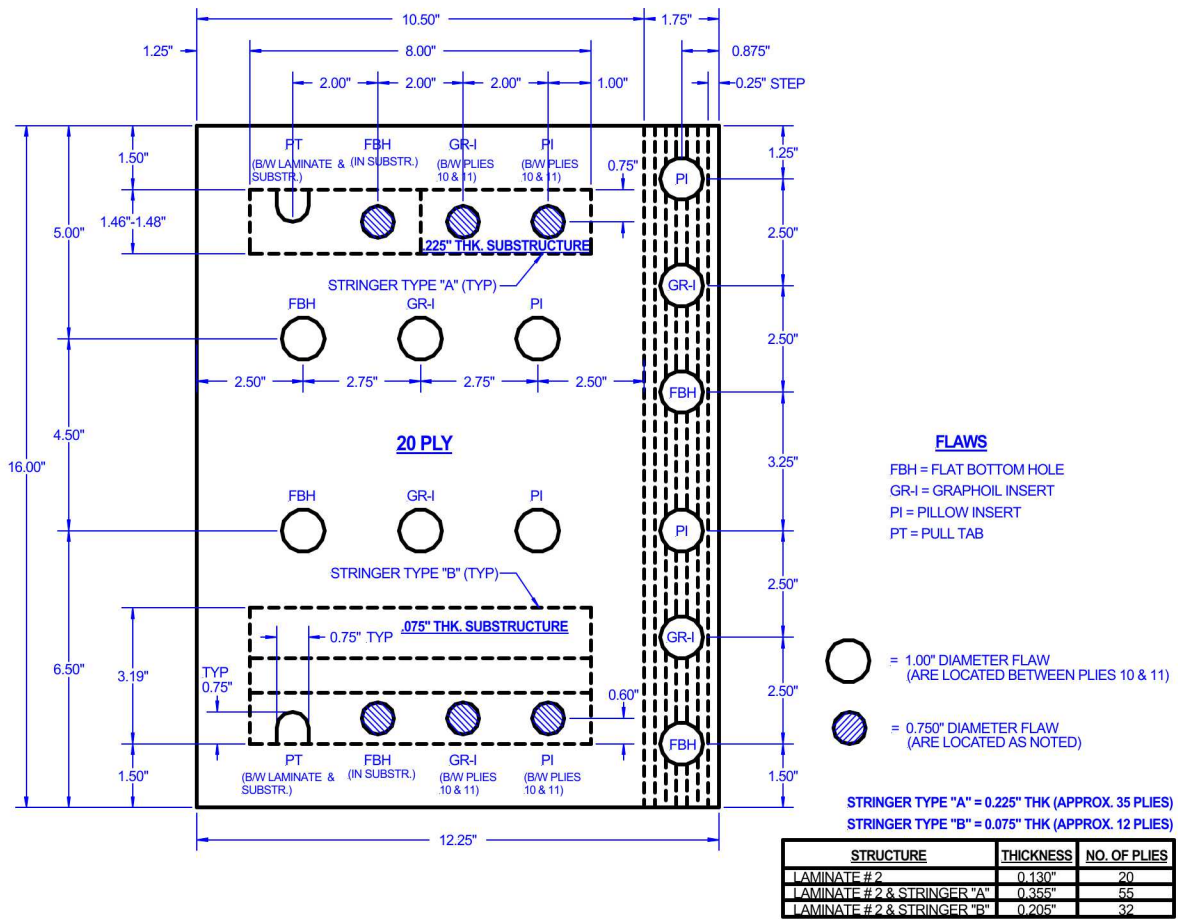 10.50"
1.75"
1.25"
8.00"
0.875"
2.00"
2.00"
2.00"
1.00"
0.25" STEP
PT
(B/W LAMINATE &
SUBSTR.)
FBH
(IN SUBSTR.)
GR-I
(B/W PLIES
10 & 11)
PI
(B/W PLIES
10 & 11)
0.75"
1.50"
1.46"-1.48"
5.00"
.225" THK. SUBSTRUCTURE
STRINGER TYPE "A" (TYP)
PI
1.25"
2.50"
GR-I
FBH
GR-I
PI
2.50"
2.50"
2.75"
2.75"
2.50"
FBH
4.50"
20 PLY
16.00"
3.25"
FBH
GR-I
PI
PI
STRINGER TYPE "B" (TYP)
2.50"
.075" THK. SUBSTRUCTURE
0.75" TYP
GR-I
TYP
0.75"
3.19"
6.50"
0.60"
2.50"
FBH
PT
(B/W LAMINATE &
SUBSTR.)
FBH
(IN SUBSTR.)
GR-I
(B/W PLIES
10 & 11)
PI
(B/W PLIES
10 & 11)
1.50"
1.50"
12.25"
FLAWS
FBH = FLAT BOTTOM HOLE
GR-I = GRAPHOIL INSERT
PI = PILLOW INSERT
PT = PULL TAB
= 1.00" DIAMETER FLAW
(ARE LOCATED BETWEEN PLIES 10 & 11)
= 0.750" DIAMETER FLAW
(ARE LOCATED AS NOTED)
STRINGER TYPE "A" = 0.225" THK (APPROX. 35 PLIES)
STRINGER TYPE "B" = 0.075" THK (APPROX. 12 PLIES)
STRUCTURE THICKNESS NO. OF PLIES
LAMINATE # 2 0.130" 20
LAMINATE # 2 & STRINGER "A" 0.355" 55
LAMINATE # 2 & STRINGER "B" 0.205" 32